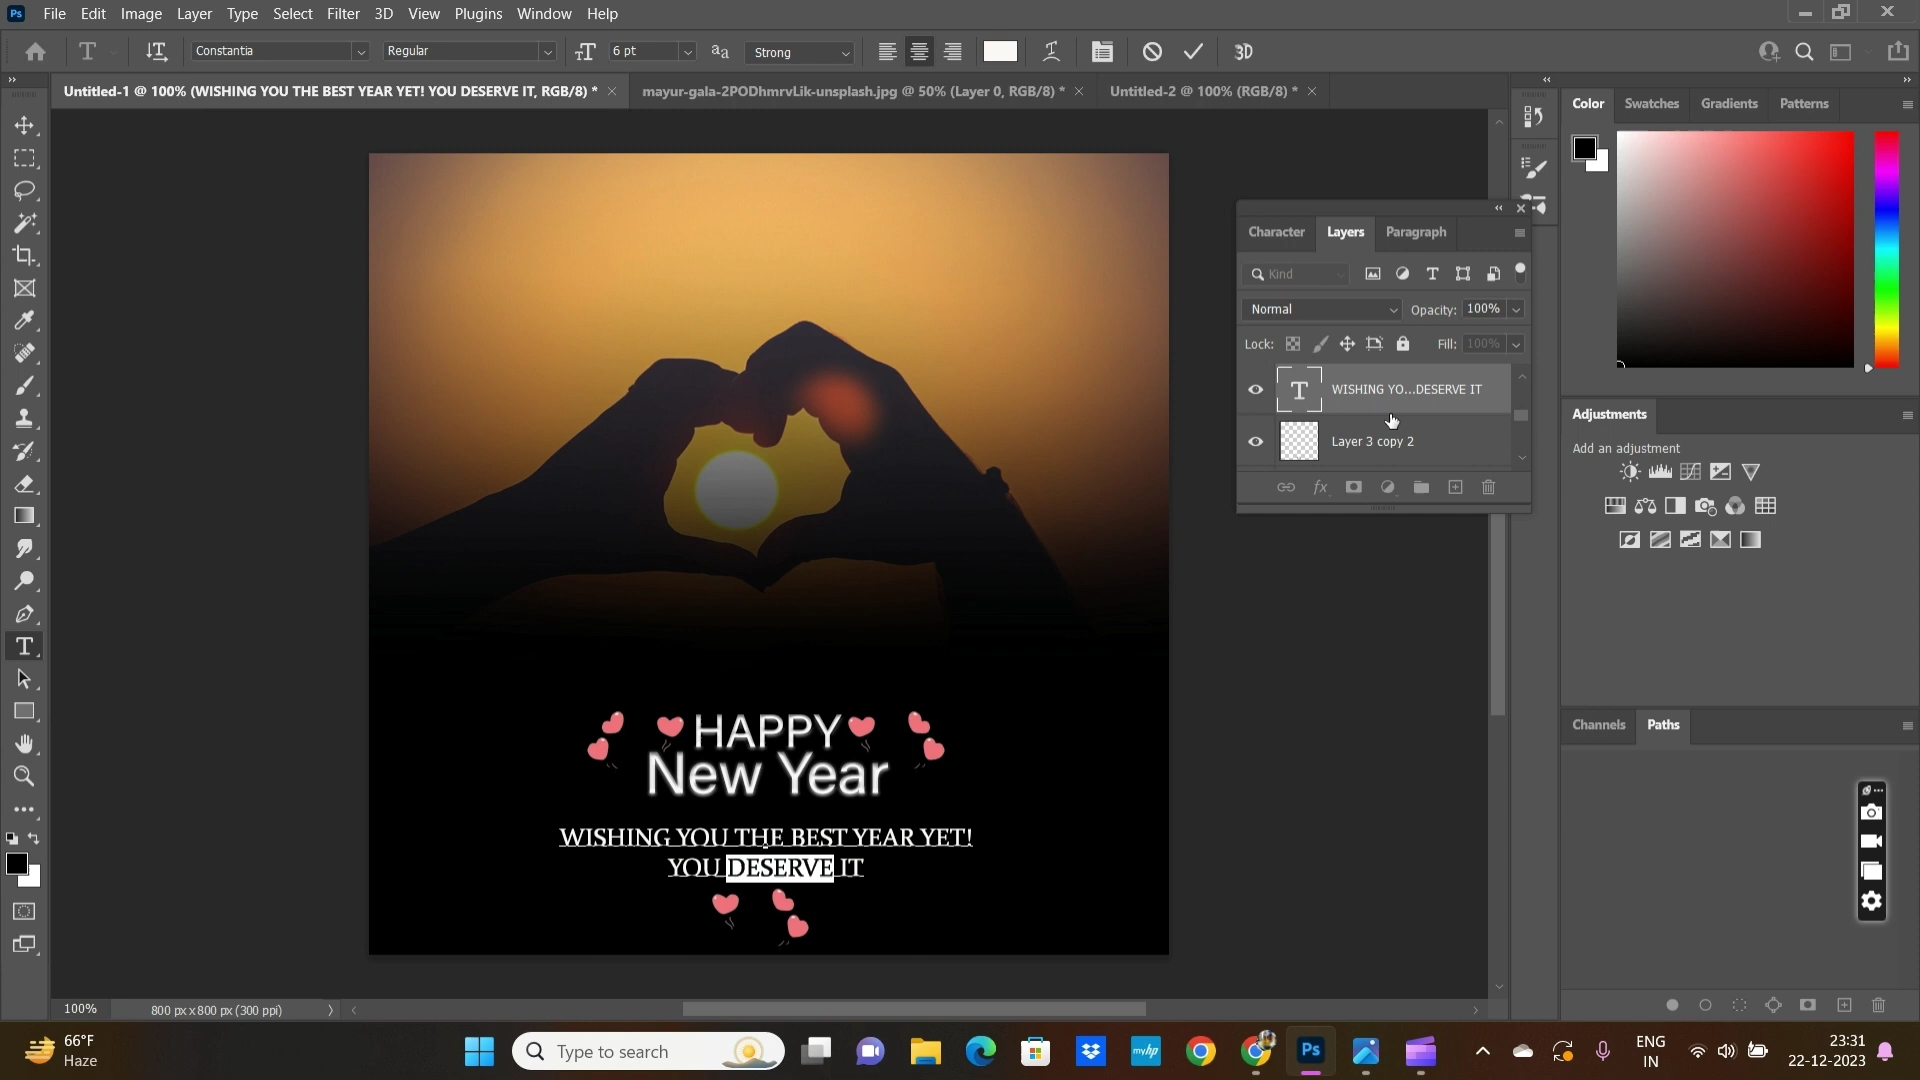 Ps File Edit Image Layer Type Select Filter 3D View Plugins Window Help
Constantia Regular 6 pt Strong 3D
Untitled-1 @ 100% (WISHING YOU THE BEST YEAR YET! YOU DESERVE IT, RGB/8) * mayur-gala-2PODhmrvLik-unsplash.jpg @ 50% (Layer 0, RGB/8) * Untitled-2 @ 100% (RGB/8) *
Color Swatches Gradients Patterns
Character Layers Paragraph
Kind
Normal Opacity: 100%
Lock: Fill: 100%
WISHING YO...DESERVE IT
Layer 3 copy 2
fx
Adjustments
Add an adjustment
Channels Paths
HAPPY
New Year
WISHING YOU THE BEST YEAR YET!
YOU DESERVE IT
100% 800 px x 800 px (300 ppi)
66°F
Haze
Type to search
myhp
Ps
ENG
IN
23:31
22-12-2023